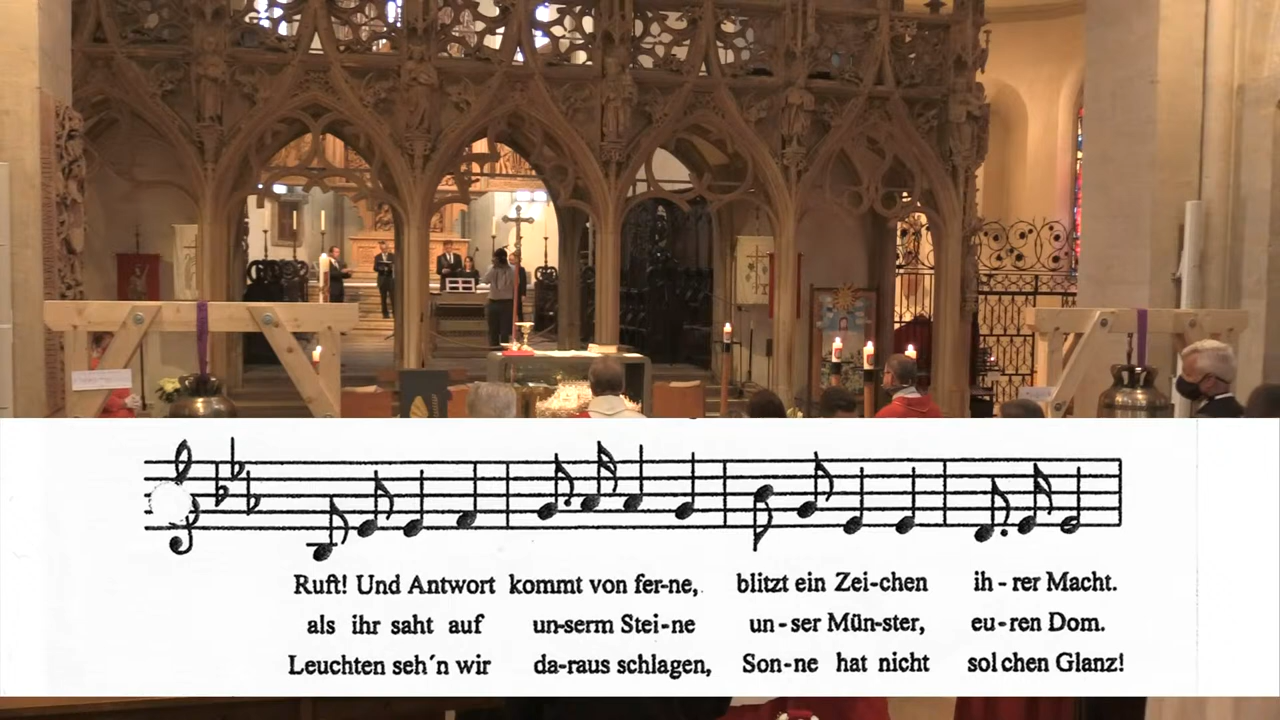 Ruft! Und Antwort kommt von fer-ne, blitzt ein Zei-chen ih - rer Macht.
als ihr saht auf un-serm Stei-ne un - ser Mün-ster, eu - ren Dom.
Leuchten seh´n wir da-raus schlagen, Son-ne hat nicht sol chen Glanz!